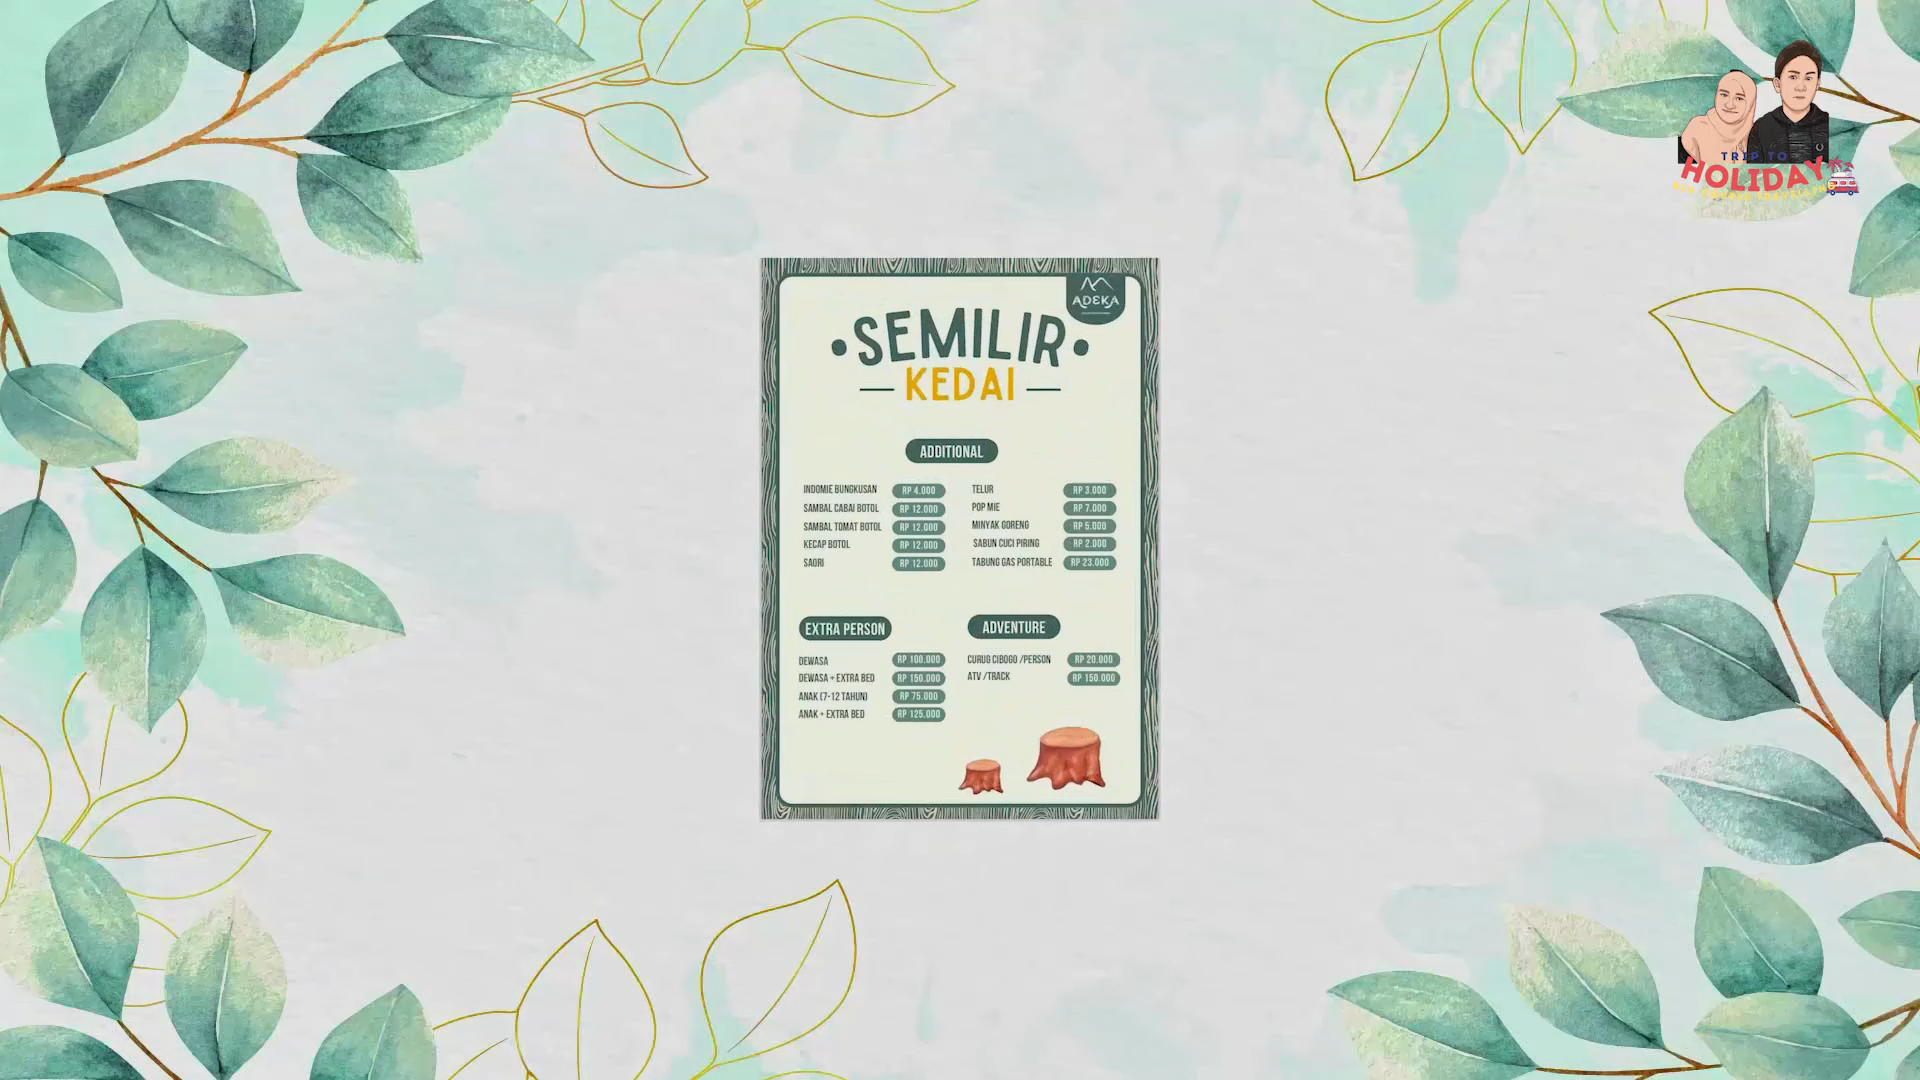 TRIP TO
HOLIDAY
ADEKA
•SEMILIR•
KEDAI
ADDITIONAL
INDOMIE BUNGKUSAN RP 4.000
SAMBAL CABAI BOTOL RP 12.000
SAMBAL TOMAT BOTOL RP 12.000
KECAP BOTOL RP 12.000
SAORI RP 12.000
TELUR RP 3.000
POP MIE RP 7.000
MINYAK GORENG RP 5.000
SABUN CUCI PIRING RP 2.000
TABUNG GAS PORTABLE RP 23.000
EXTRA PERSON
DEWASA RP 100.000
DEWASA + EXTRA BED RP 150.000
ANAK (7-12 TAHUN) RP 75.000
ANAK + EXTRA BED RP 125.000
ADVENTURE
CURUG CIBOGO /PERSON RP 20.000
ATV /TRACK RP 150.000